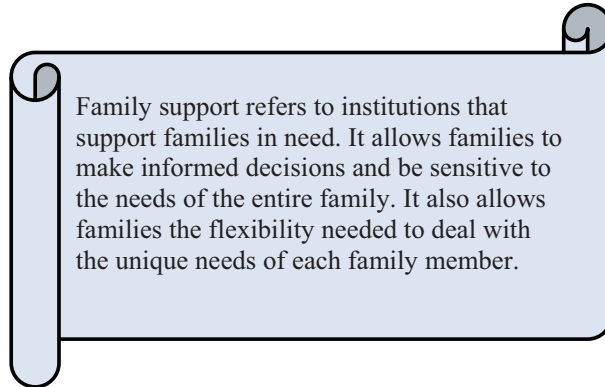 Family support refers to institutions that
support families in need. It allows families to
make informed decisions and be sensitive to
the needs of the entire family. It also allows
families the flexibility needed to deal with
the unique needs of each family member.